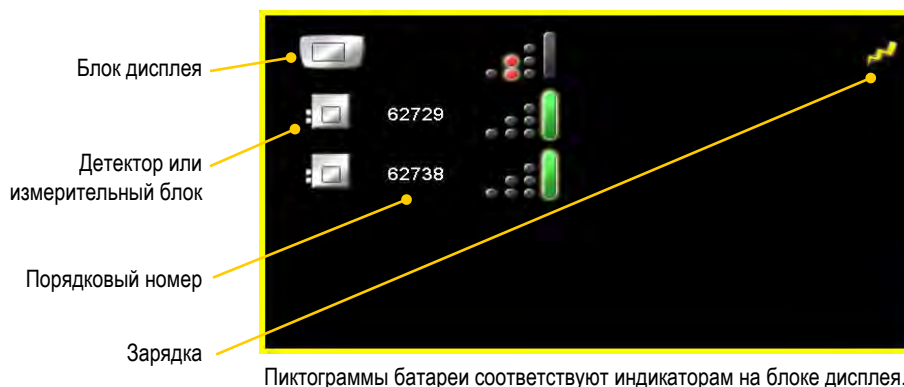 Блок дисплея
62729
Детектор или
измерительный блок
62738
Порядковый номер
Зарядка
Пиктограммы батареи соответствуют индикаторам на блоке дисплея.